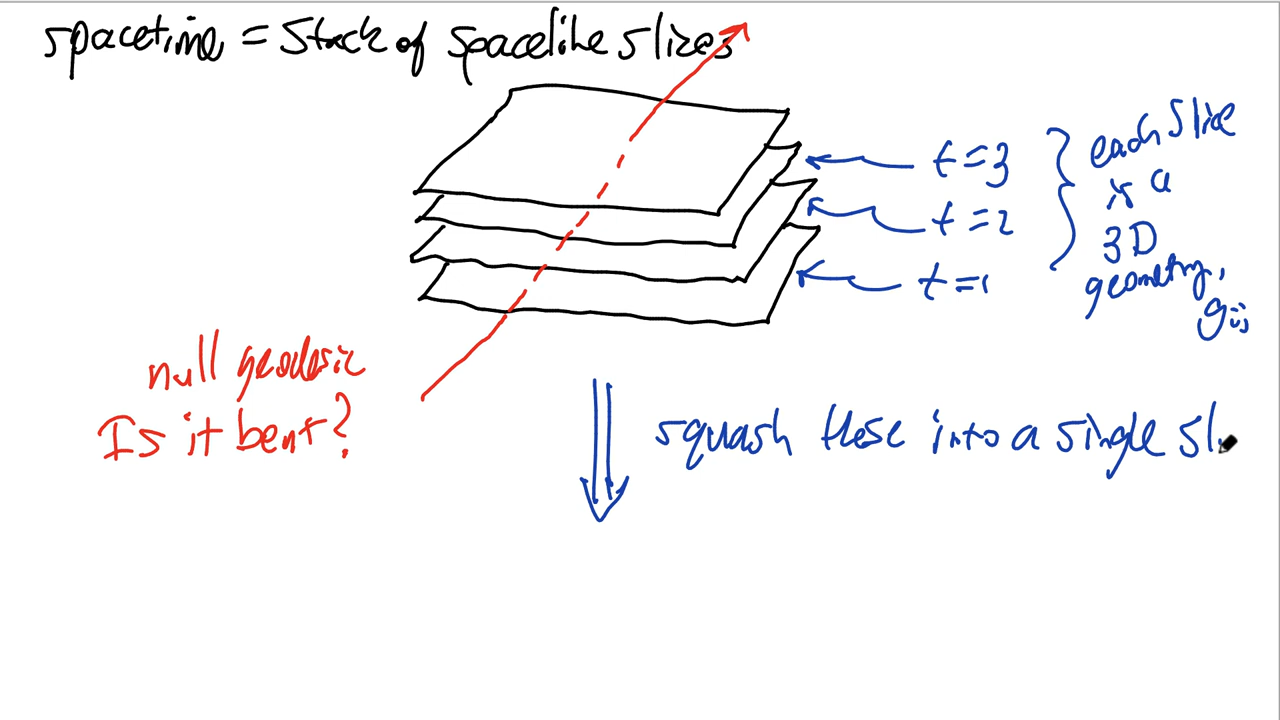 spacetime = Stack of spacelike slices
t=3
t=2
t=1
each slice
is a
3D
geometry,
gij
null geodesic
Is it bent?
squash these into a single sl